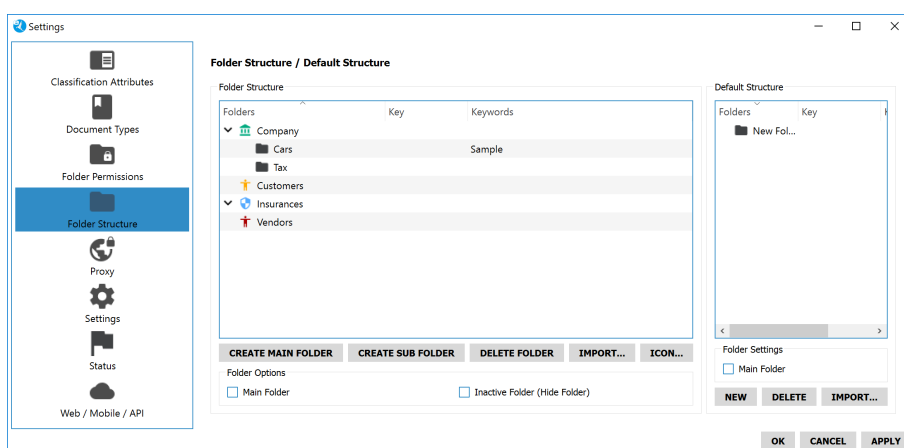 Settings
Classification Attributes
Document Types
Folder Permissions
Folder Structure
Proxy
Settings
Status
Web / Mobile / API
Folder Structure / Default Structure
Folder Structure
Folders Key Keywords
Company
Cars Sample
Tax
Customers
Insurances
Vendors
CREATE MAIN FOLDER CREATE SUB FOLDER DELETE FOLDER IMPORT... ICON...
Folder Options
Main Folder Inactive Folder (Hide Folder)
Default Structure
Folders Key
New Fol...
Folder Settings
Main Folder
NEW DELETE IMPORT...
OK CANCEL APPLY